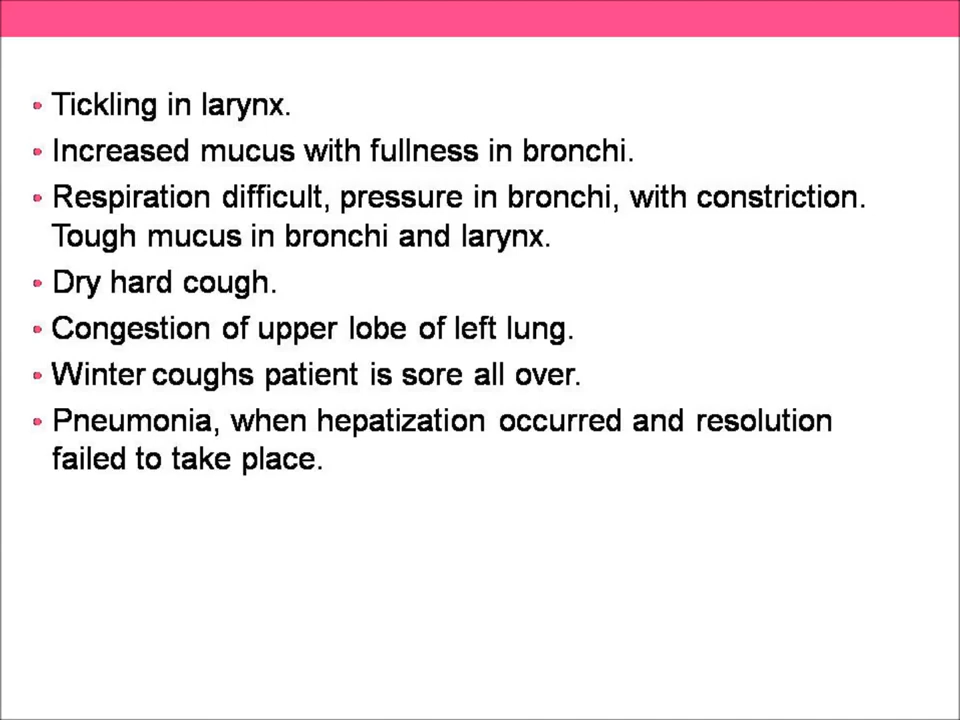 • Tickling in larynx.
• Increased mucus with fullness in bronchi.
• Respiration difficult, pressure in bronchi, with constriction.
Tough mucus in bronchi and larynx.
• Dry hard cough.
• Congestion of upper lobe of left lung.
• Winter coughs patient is sore all over.
• Pneumonia, when hepatization occurred and resolution
failed to take place.